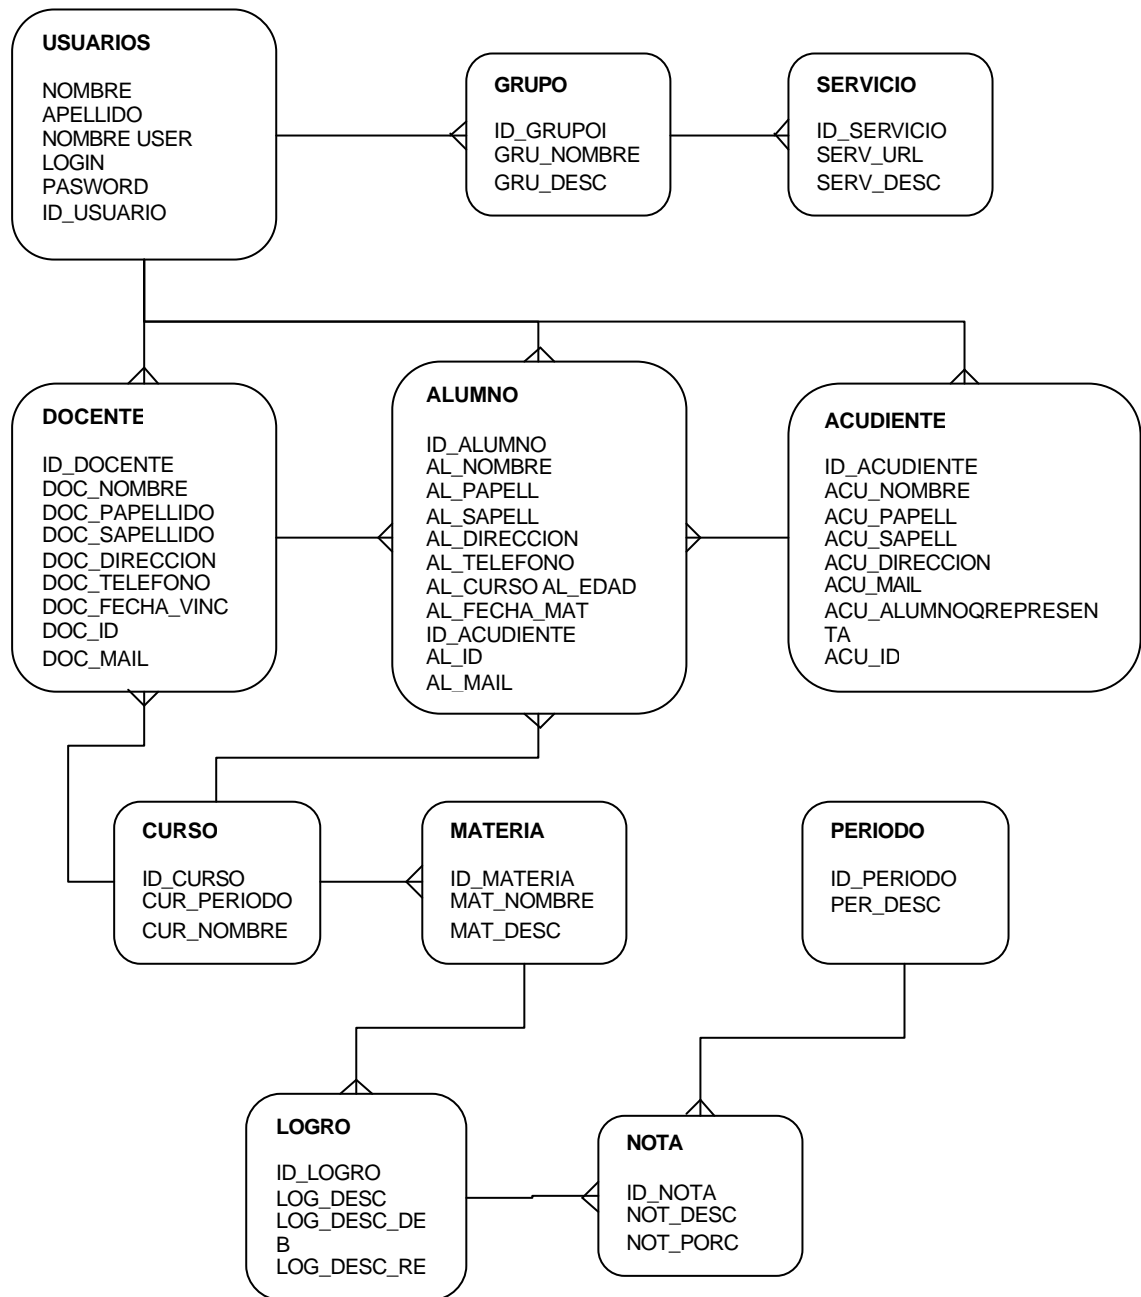 USUARIOS
NOMBRE
APELLIDO
NOMBRE USER
LOGIN
PASWORD
ID_USUARIO
GRUPO
ID_GRUPOI
GRU_NOMBRE
GRU_DESC
SERVICIO
ID_SERVICIO
SERV_URL
SERV_DESC
DOCENTE
ID_DOCENTE
DOC_NOMBRE
DOC_PAPELLIDO
DOC_SAPELLIDO
DOC_DIRECCION
DOC_TELEFONO
DOC_FECHA_VINC
DOC_ID
DOC_MAIL
ALUMNO
ID_ALUMNO
AL_NOMBRE
AL_PAPELL
AL_SAPELL
AL_DIRECCION
AL_TELEFONO
AL_CURSO AL_EDAD
AL_FECHA_MAT
ID_ACUDIENTE
AL_ID
AL_MAIL
ACUDIENTE
ID_ACUDIENTE
ACU_NOMBRE
ACU_PAPELL
ACU_SAPELL
ACU_DIRECCION
ACU_MAIL
ACU_ALUMNOQREPRESEN
TA
ACU_ID
CURSO
ID_CURSO
CUR_PERIODO
CUR_NOMBRE
MATERIA
ID_MATERIA
MAT_NOMBRE
MAT_DESC
PERIODO
ID_PERIODO
PER_DESC
LOGRO
ID_LOGRO
LOG_DESC
LOG_DESC_DE
B
LOG_DESC_RE
NOTA
ID_NOTA
NOT_DESC
NOT_PORC